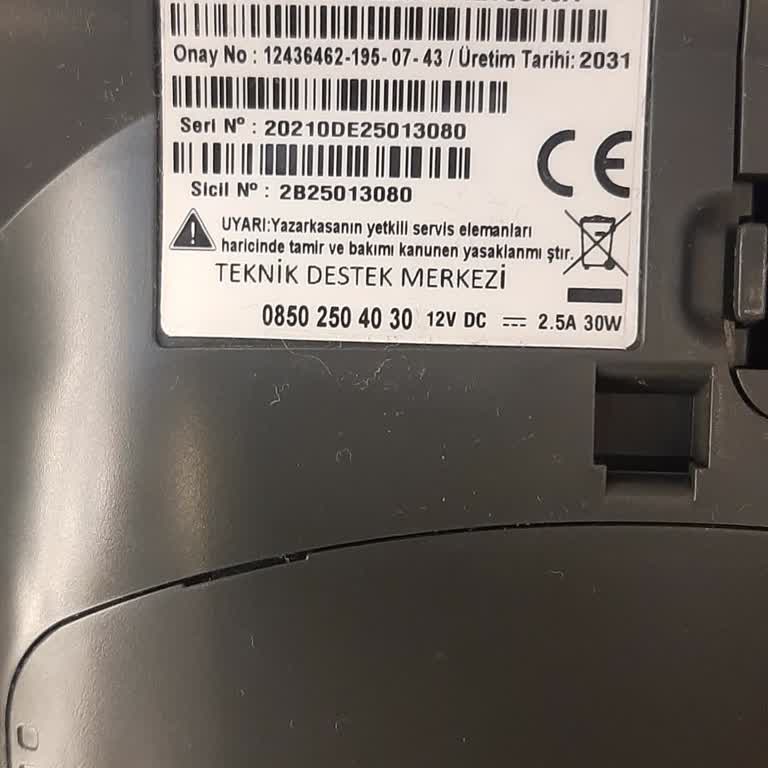 Onay No : 12436462-195-07-43 / Üretim Tarihi: 2031
Seri Nº : 20210DE25013080
Sicil Nº : 2B25013080
CE
UYARI:Yazarkasanın yetkili servis elemanları
haricinde tamir ve bakımı kanunen yasaklanmı ştır.
TEKNİK DESTEK MERKEZİ
0850 250 40 30 12V DC 2.5A 30W